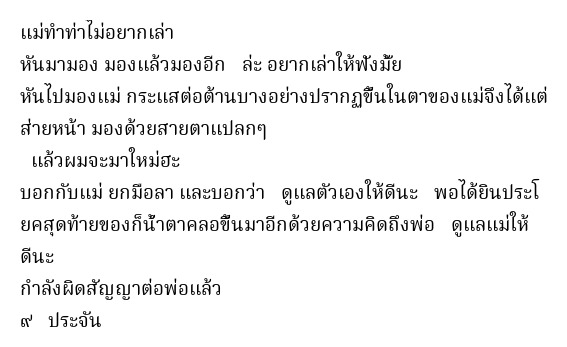 แม่ทำท่าไม่อยากเล่า
หันมามอง มองแล้วมองอีก ล่ะ อยากเล่าให้ฟังมั้ย
หันไปมองแม่ กระแสต่อต้านบางอย่างปรากฏขึ้นในตาของแม่จึงได้แต่
ส่ายหน้า มองด้วยสายตาแปลกๆ
แล้วผมจะมาใหม่ฮะ
บอกกับแม่ ยกมือลา และบอกว่า ดูแลตัวเองให้ดีนะ พอได้ยินประโ
ยคสุดท้ายของก็น้ำตาคลอขึ้นมาอีกด้วยความคิดถึงพ่อ ดูแลแม่ให้
ดีนะ
กำลังผิดสัญญาต่อพ่อแล้ว
๙ ประจัน